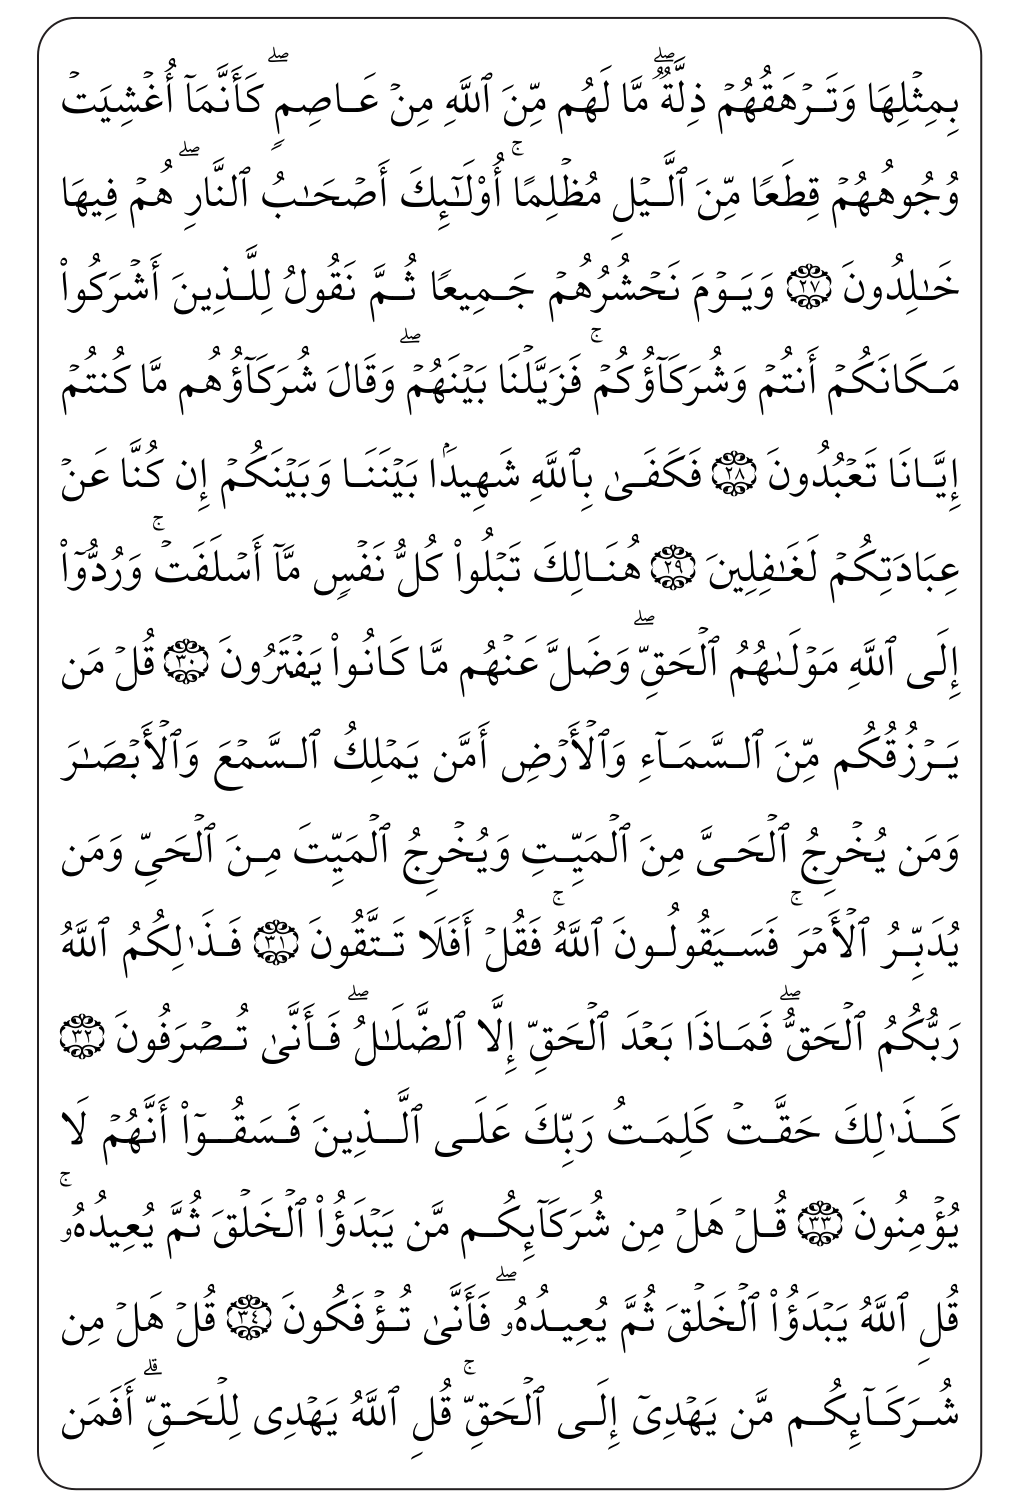 بِمِثۡلِهَا وَتَرۡهَقُهُمۡ ذِلَّةٞۖ مَّا لَهُم مِّنَ ٱللَّهِ مِنۡ عَاصِمٖۖ كَأَنَّمَآ أُغۡشِيَتۡ
وُجُوهُهُمۡ قِطَعٗا مِّنَ ٱلَّيۡلِ مُظۡلِمًاۚ أُوْلَٰٓئِكَ أَصۡحَٰبُ ٱلنَّارِۖ هُمۡ فِيهَا
خَٰلِدُونَ ٢٧ وَيَوۡمَ نَحۡشُرُهُمۡ جَمِيعٗا ثُمَّ نَقُولُ لِلَّذِينَ أَشۡرَكُواْ
مَكَانَكُمۡ أَنتُمۡ وَشُرَكَآؤُكُمۡۚ فَزَيَّلۡنَا بَيۡنَهُمۡۖ وَقَالَ شُرَكَآؤُهُم مَّا كُنتُمۡ
إِيَّانَا تَعۡبُدُونَ ٢٨ فَكَفَىٰ بِٱللَّهِ شَهِيدَۢا بَيۡنَنَا وَبَيۡنَكُمۡ إِن كُنَّا عَنۡ
عِبَادَتِكُمۡ لَغَٰفِلِينَ ٢٩ هُنَالِكَ تَبۡلُواْ كُلُّ نَفۡسٖ مَّآ أَسۡلَفَتۡۚ وَرُدُّوٓاْ
إِلَى ٱللَّهِ مَوۡلَىٰهُمُ ٱلۡحَقِّۖ وَضَلَّ عَنۡهُم مَّا كَانُواْ يَفۡتَرُونَ ٣٠ قُلۡ مَن
يَرۡزُقُكُم مِّنَ ٱلسَّمَآءِ وَٱلۡأَرۡضِ أَمَّن يَمۡلِكُ ٱلسَّمۡعَ وَٱلۡأَبۡصَٰرَ
وَمَن يُخۡرِجُ ٱلۡحَيَّ مِنَ ٱلۡمَيِّتِ وَيُخۡرِجُ ٱلۡمَيِّتَ مِنَ ٱلۡحَيِّ وَمَن
يُدَبِّرُ ٱلۡأَمۡرَۚ فَسَيَقُولُونَ ٱللَّهُۚ فَقُلۡ أَفَلَا تَتَّقُونَ ٣١ فَذَٰلِكُمُ ٱللَّهُ
رَبُّكُمُ ٱلۡحَقُّۖ فَمَاذَا بَعۡدَ ٱلۡحَقِّ إِلَّا ٱلضَّلَٰلُۖ فَأَنَّىٰ تُصۡرَفُونَ ٣٢
كَذَٰلِكَ حَقَّتۡ كَلِمَتُ رَبِّكَ عَلَى ٱلَّذِينَ فَسَقُوٓاْ أَنَّهُمۡ لَا
يُؤۡمِنُونَ ٣٣ قُلۡ هَلۡ مِن شُرَكَآئِكُم مَّن يَبۡدَؤُاْ ٱلۡخَلۡقَ ثُمَّ يُعِيدُهُۥۚ
قُلِ ٱللَّهُ يَبۡدَؤُاْ ٱلۡخَلۡقَ ثُمَّ يُعِيدُهُۥۖ فَأَنَّىٰ تُؤۡفَكُونَ ٣٤ قُلۡ هَلۡ مِن
شُرَكَآئِكُم مَّن يَهۡدِيٓ إِلَى ٱلۡحَقِّۚ قُلِ ٱللَّهُ يَهۡدِي لِلۡحَقِّۗ أَفَمَن